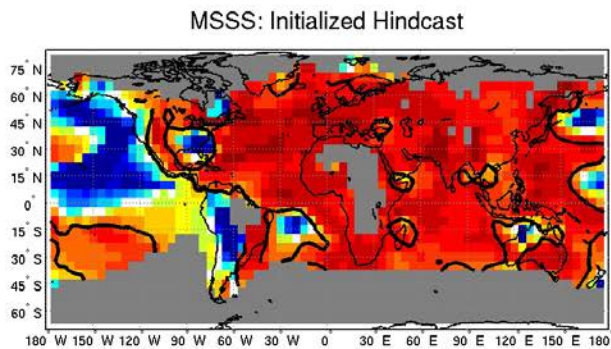 MSSS: Initialized Hindcast
75° N
60° N
45° N
30° N
15° N
0°
15° S
30° S
45° S
60° S
180° W 150° W 120° W 90° W 60° W 30° W 0° 30° E 60° E 90° E 120° E 150° E 180°